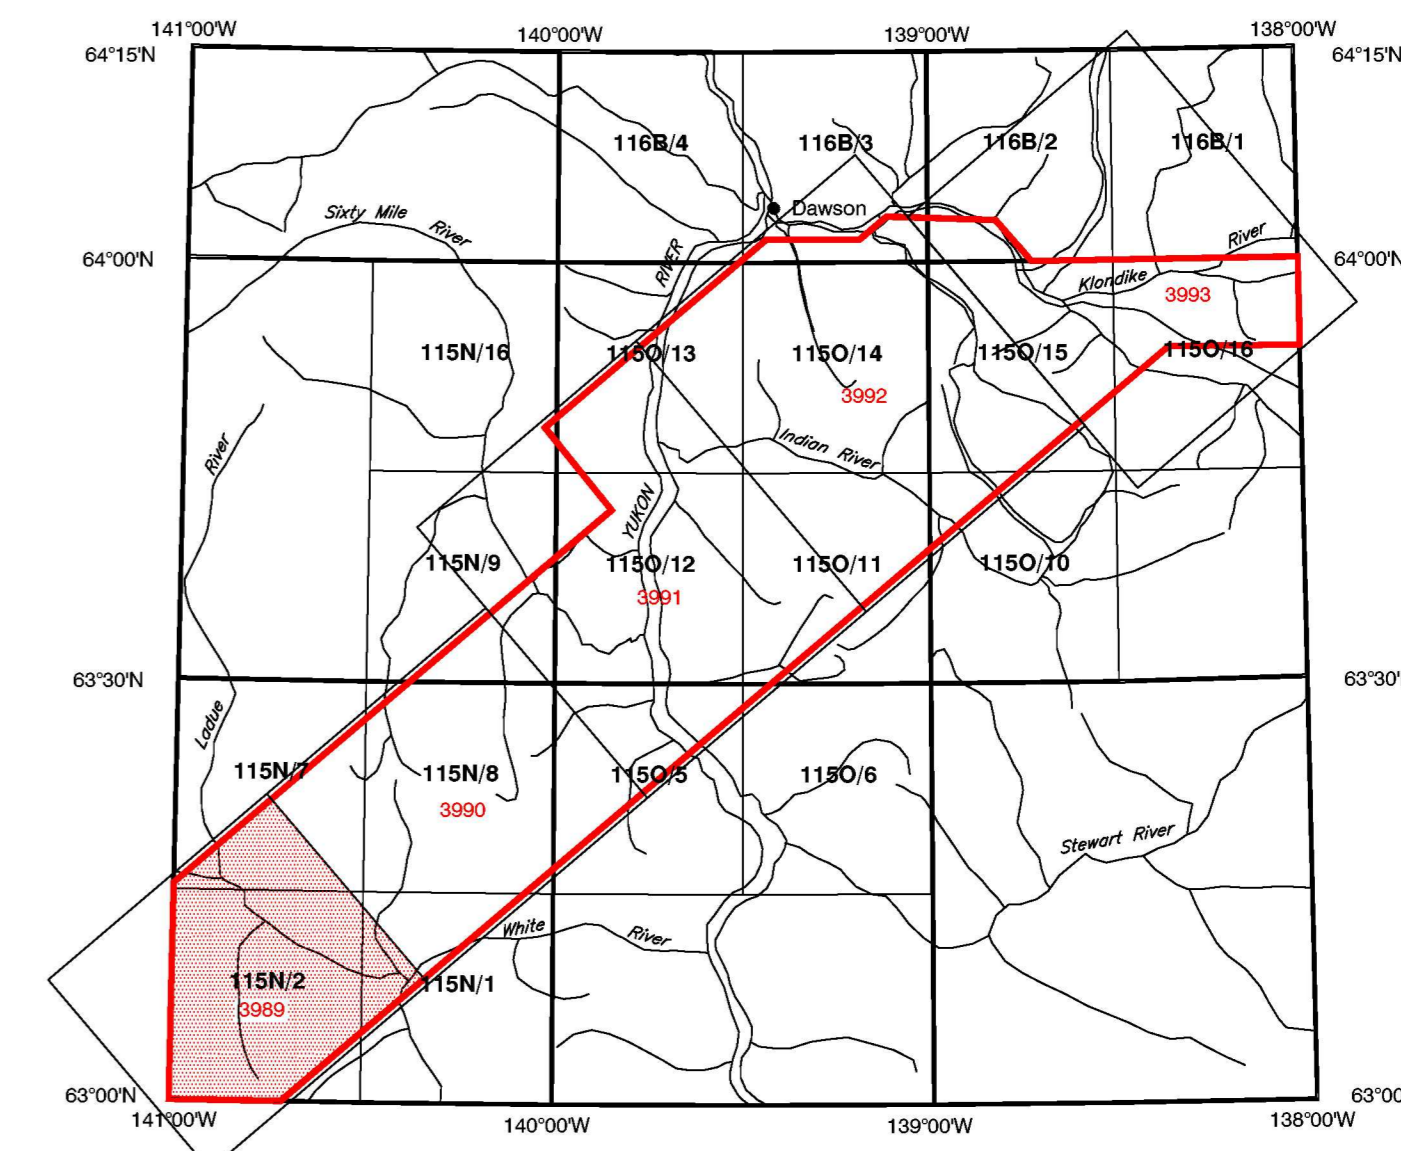 141°00'W
140°00'W
139°00'W
138°00'W
64°15'N
64°15'N
116B/4
116B/3
116B/2
116B/1
Dawson
Sixty Mile
River
RIVER
River
64°00'N
64°00'N
Klondike
3993
115N/16
115O/13
115O/14
115O/15
115O/16
3992
River
Indian River
YUKON
115N/9
115O/12
115O/11
115O/10
3991
63°30'N
63°30'
Ladue
115N/7
115N/8
115O/5
115O/6
3990
Stewart River
White
River
115N/2
115N/1
3989
63°00'N
63°00
141°00'W
140°00'W
139°00'W
138°00'W